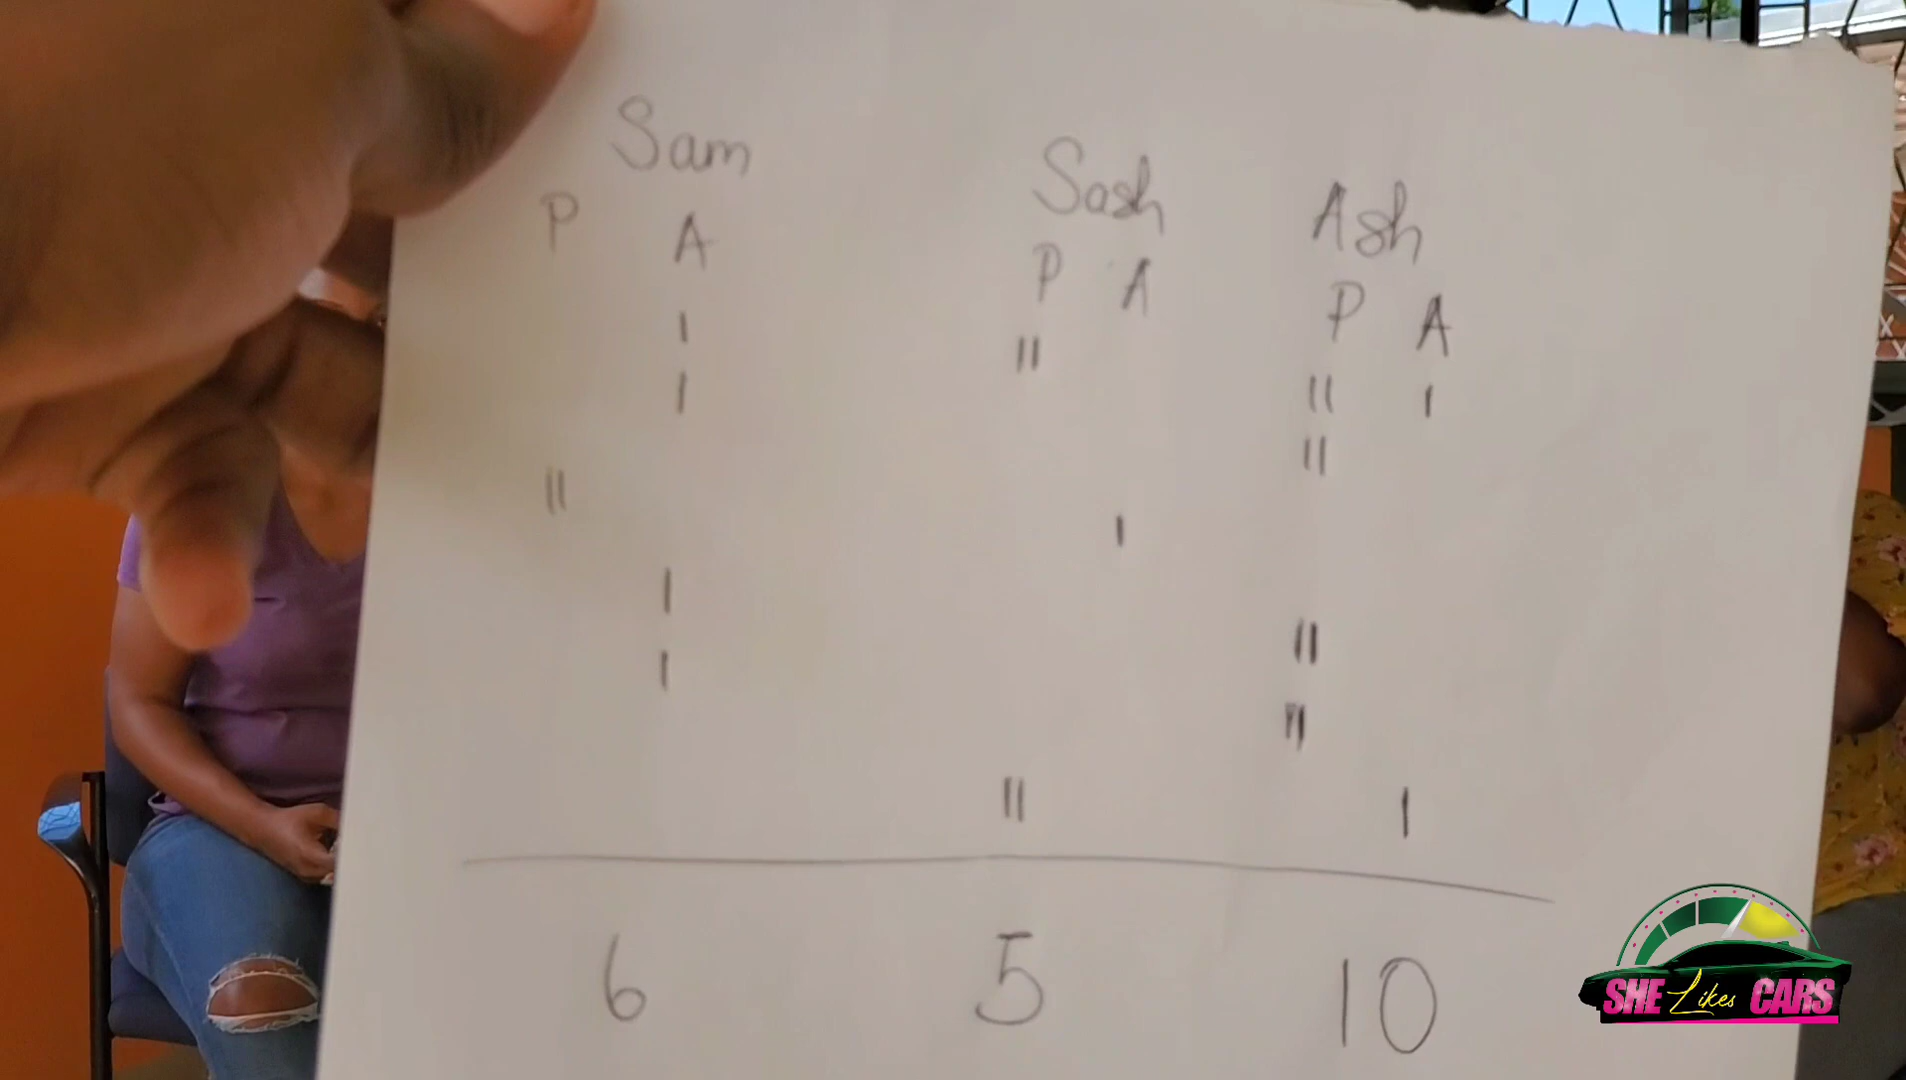 Sam Sash Ash
P A P A P A
I II II I
I II
II I
I II
I II
II I
6 5 10
SHE Likes CARS